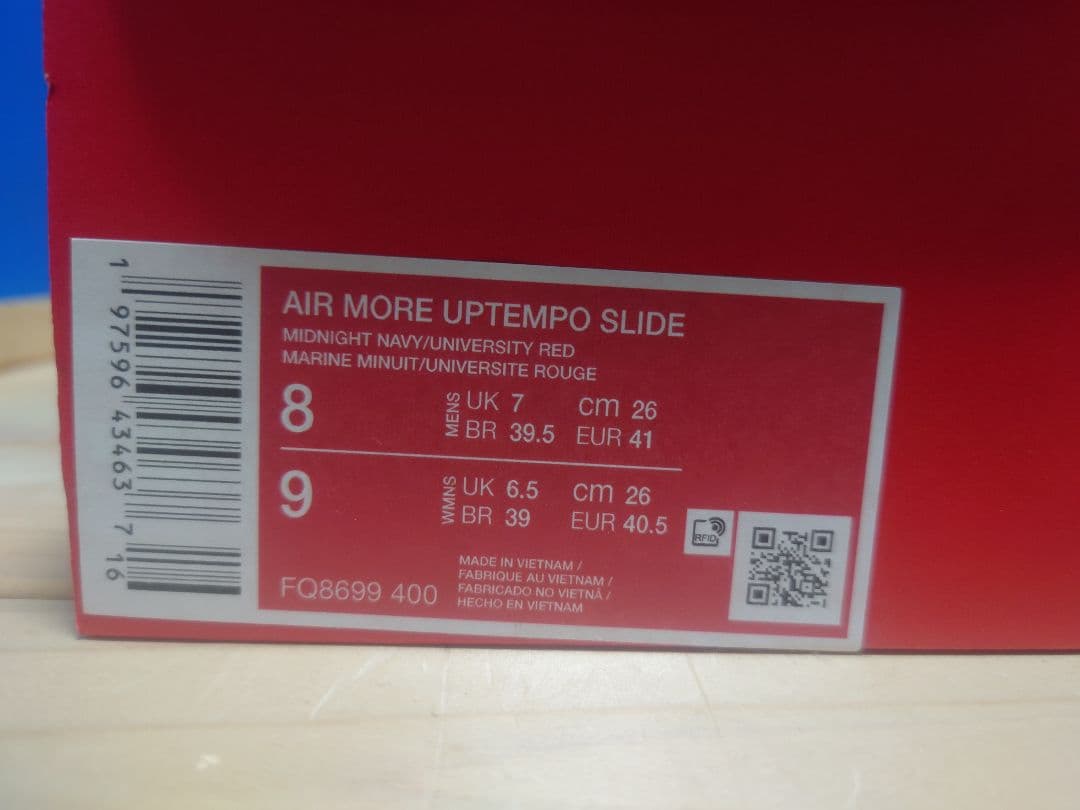 AIR MORE UPTEMPO SLIDE
MIDNIGHT NAVY/UNIVERSITY RED
MARINE MINUIT/UNIVERSITE ROUGE
8 MENS UK 7 cm 26
BR 39.5 EUR 41
9 WMNS UK 6.5 cm 26
BR 39 EUR 40.5
RFID
MADE IN VIETNAM /
FABRIQUE AU VIETNAM /
FABRICADO NO VIETNÃ /
HECHO EN VIETNAM
FQ8699 400
1 97596 43463 7 16